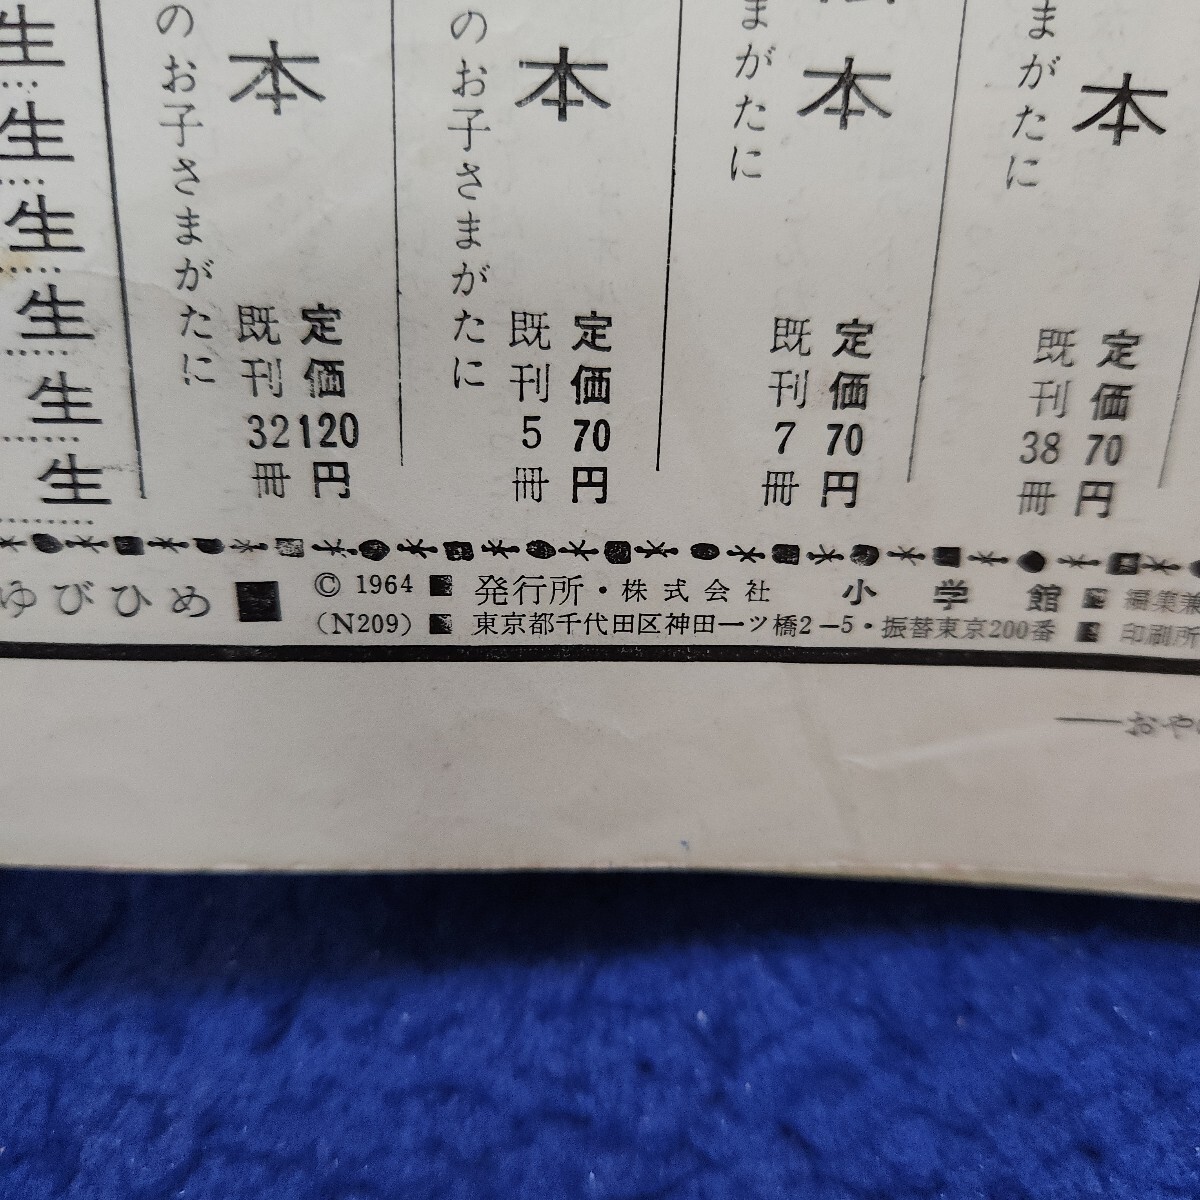 まがたに
本
定価70円
既刊38冊
まがたに
本
定価70円
既刊7冊
のお子さまがたに
本
定価70円
既刊5冊
のお子さまがたに
本
定価120円
既刊32冊
生
生
生
生
生
生
ゆびひめ ■
© 1964 ■ 発行所・株式会社 小学館 ■ 編集兼
(N209) ■ 東京都千代田区神田一ツ橋2−5・振替東京200番 ■ 印刷所
――おや